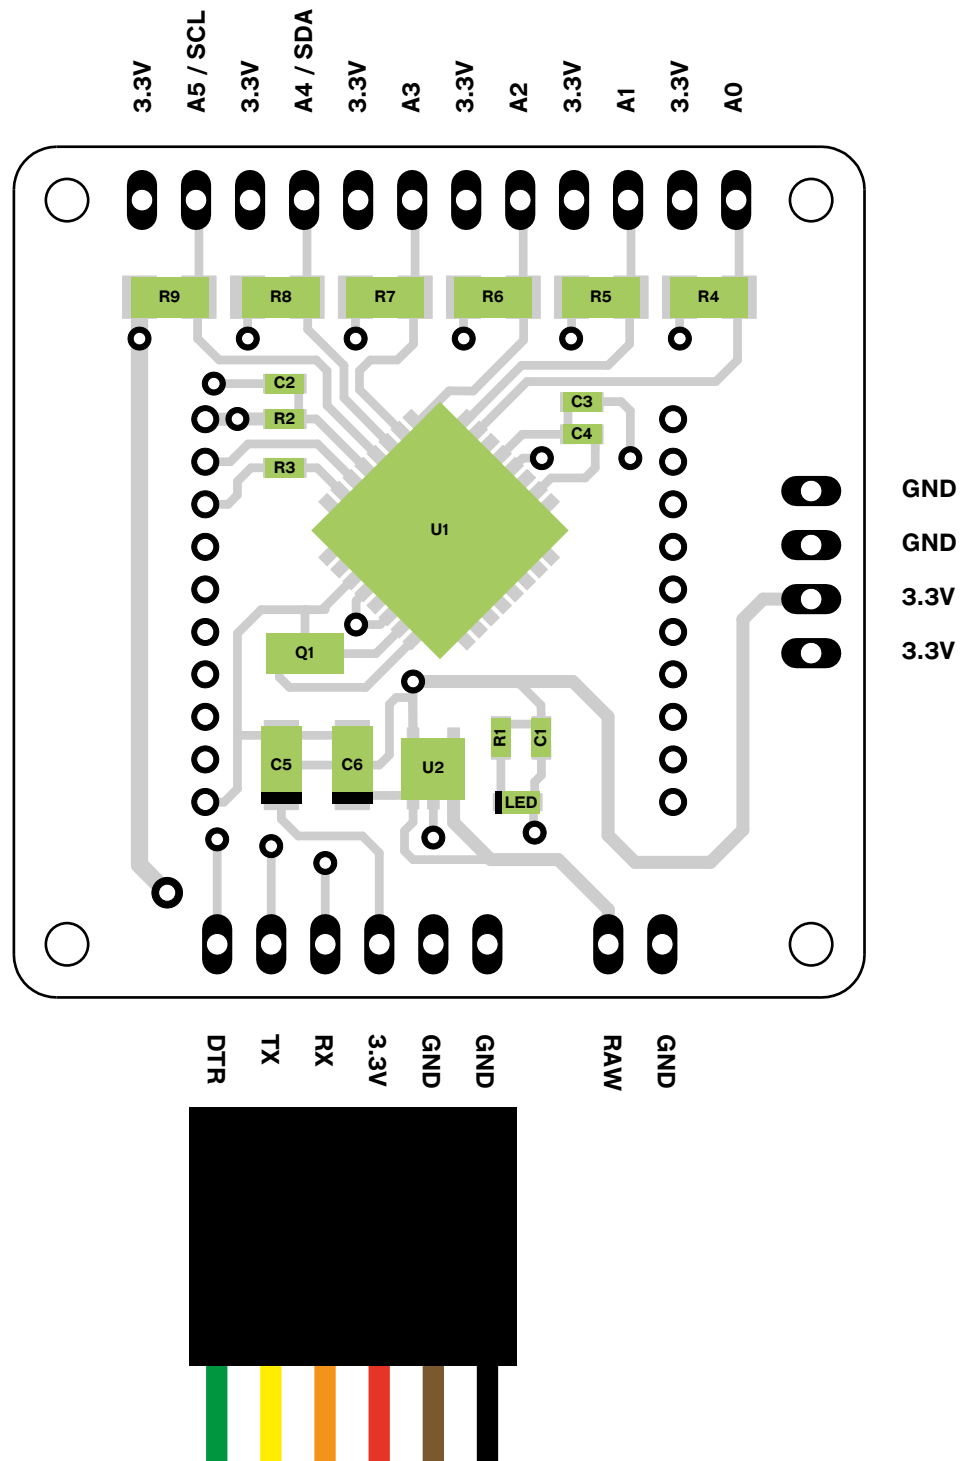 3.3V
A5 / SCL
3.3V
A4 / SDA
3.3V
A3
3.3V
A2
3.3V
A1
3.3V
A0
R9
R8
R7
R6
R5
R4
C2
R2
R3
C3
C4
U1
GND
GND
3.3V
3.3V
Q1
C5
C6
U2
R1
C1
LED
DTR
TX
RX
3.3V
GND
GND
RAW
GND